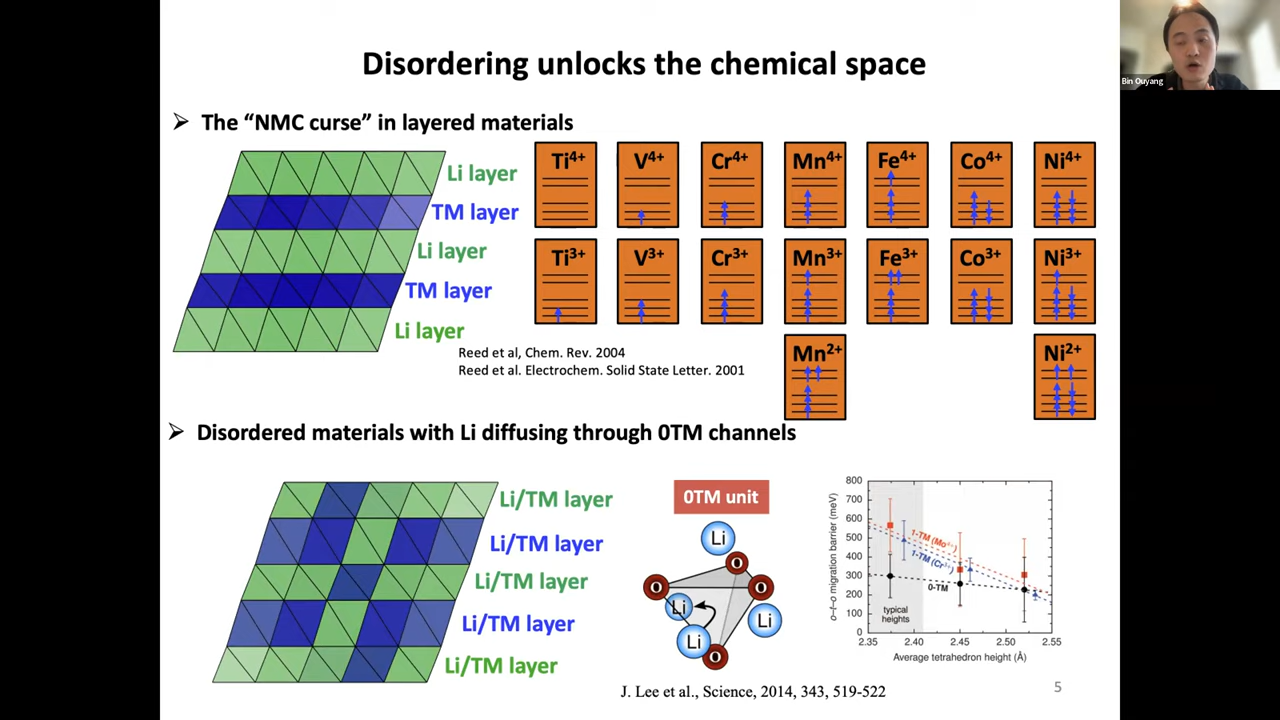 Disordering unlocks the chemical space
Bin Ouyang
➢ The “NMC curse” in layered materials
Li layer
TM layer
Li layer
TM layer
Li layer
Ti4+ V4+ Cr4+ Mn4+ Fe4+ Co4+ Ni4+
Ti3+ V3+ Cr3+ Mn3+ Fe3+ Co3+ Ni3+
Mn2+ Ni2+
Reed et al, Chem. Rev. 2004
Reed et al. Electrochem. Solid State Letter. 2001
➢ Disordered materials with Li diffusing through 0TM channels
Li/TM layer
Li/TM layer
Li/TM layer
Li/TM layer
Li/TM layer
0TM unit
Li
O
O O
Li
Li
Li
O
800
700
600
500
400
300
200
100
0
o–t–o migration barrier (meV)
1-TM (Mo4+)
1-TM (Cr3+)
0-TM
typical
heights
2.35 2.40 2.45 2.50 2.55
Average tetrahedron height (Å)
J. Lee et al., Science, 2014, 343, 519-522
5